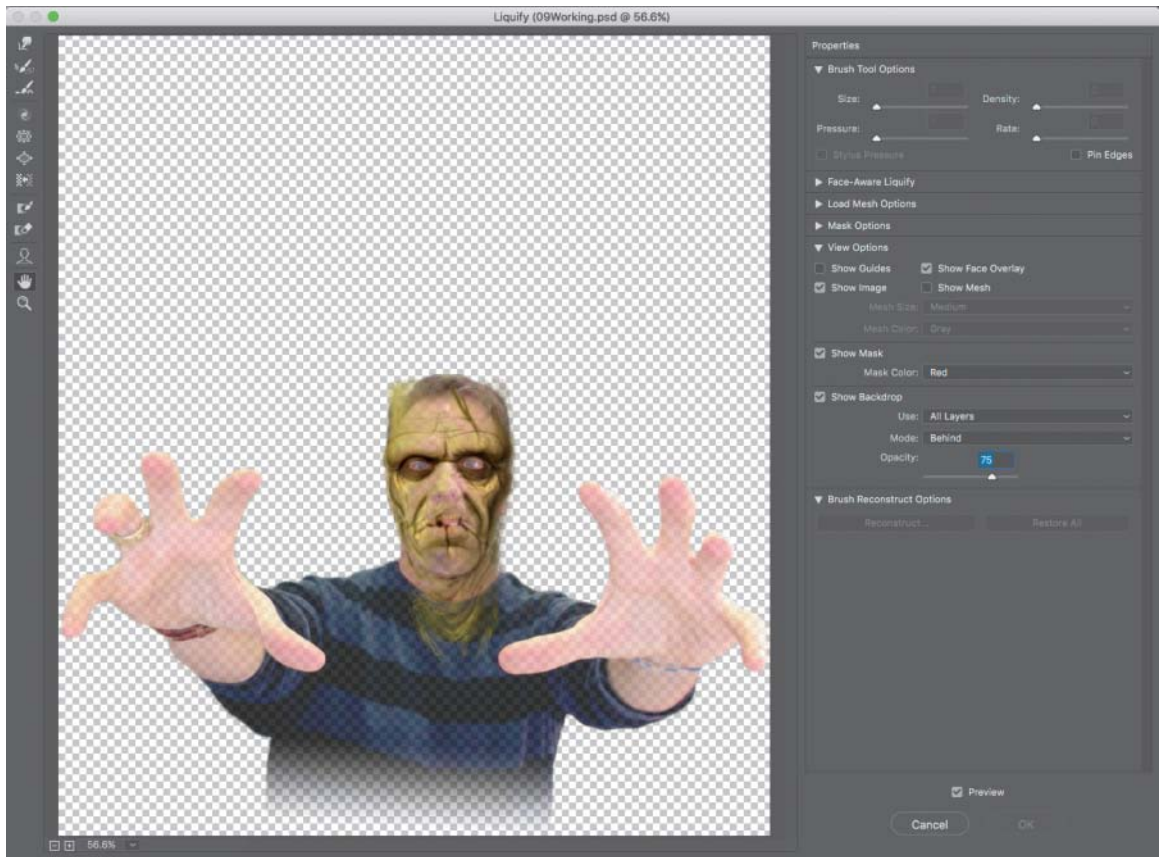 Liquify (09Working.psd @ 56.6%)
Properties
Brush Tool Options
Size:
Density:
Pressure:
Rate:
Stylus Pressure
Pin Edges
Face-Aware Liquify
Load Mesh Options
Mask Options
View Options
Show Guides
Show Face Overlay
Show Image
Show Mesh
Mesh Size: Medium
Mesh Color: Gray
Show Mask
Mask Color: Red
Show Backdrop
Use: All Layers
Mode: Behind
Opacity: 75
Brush Reconstruct Options
Reconstruct...
Restore All
Preview
Cancel
OK
56.6%